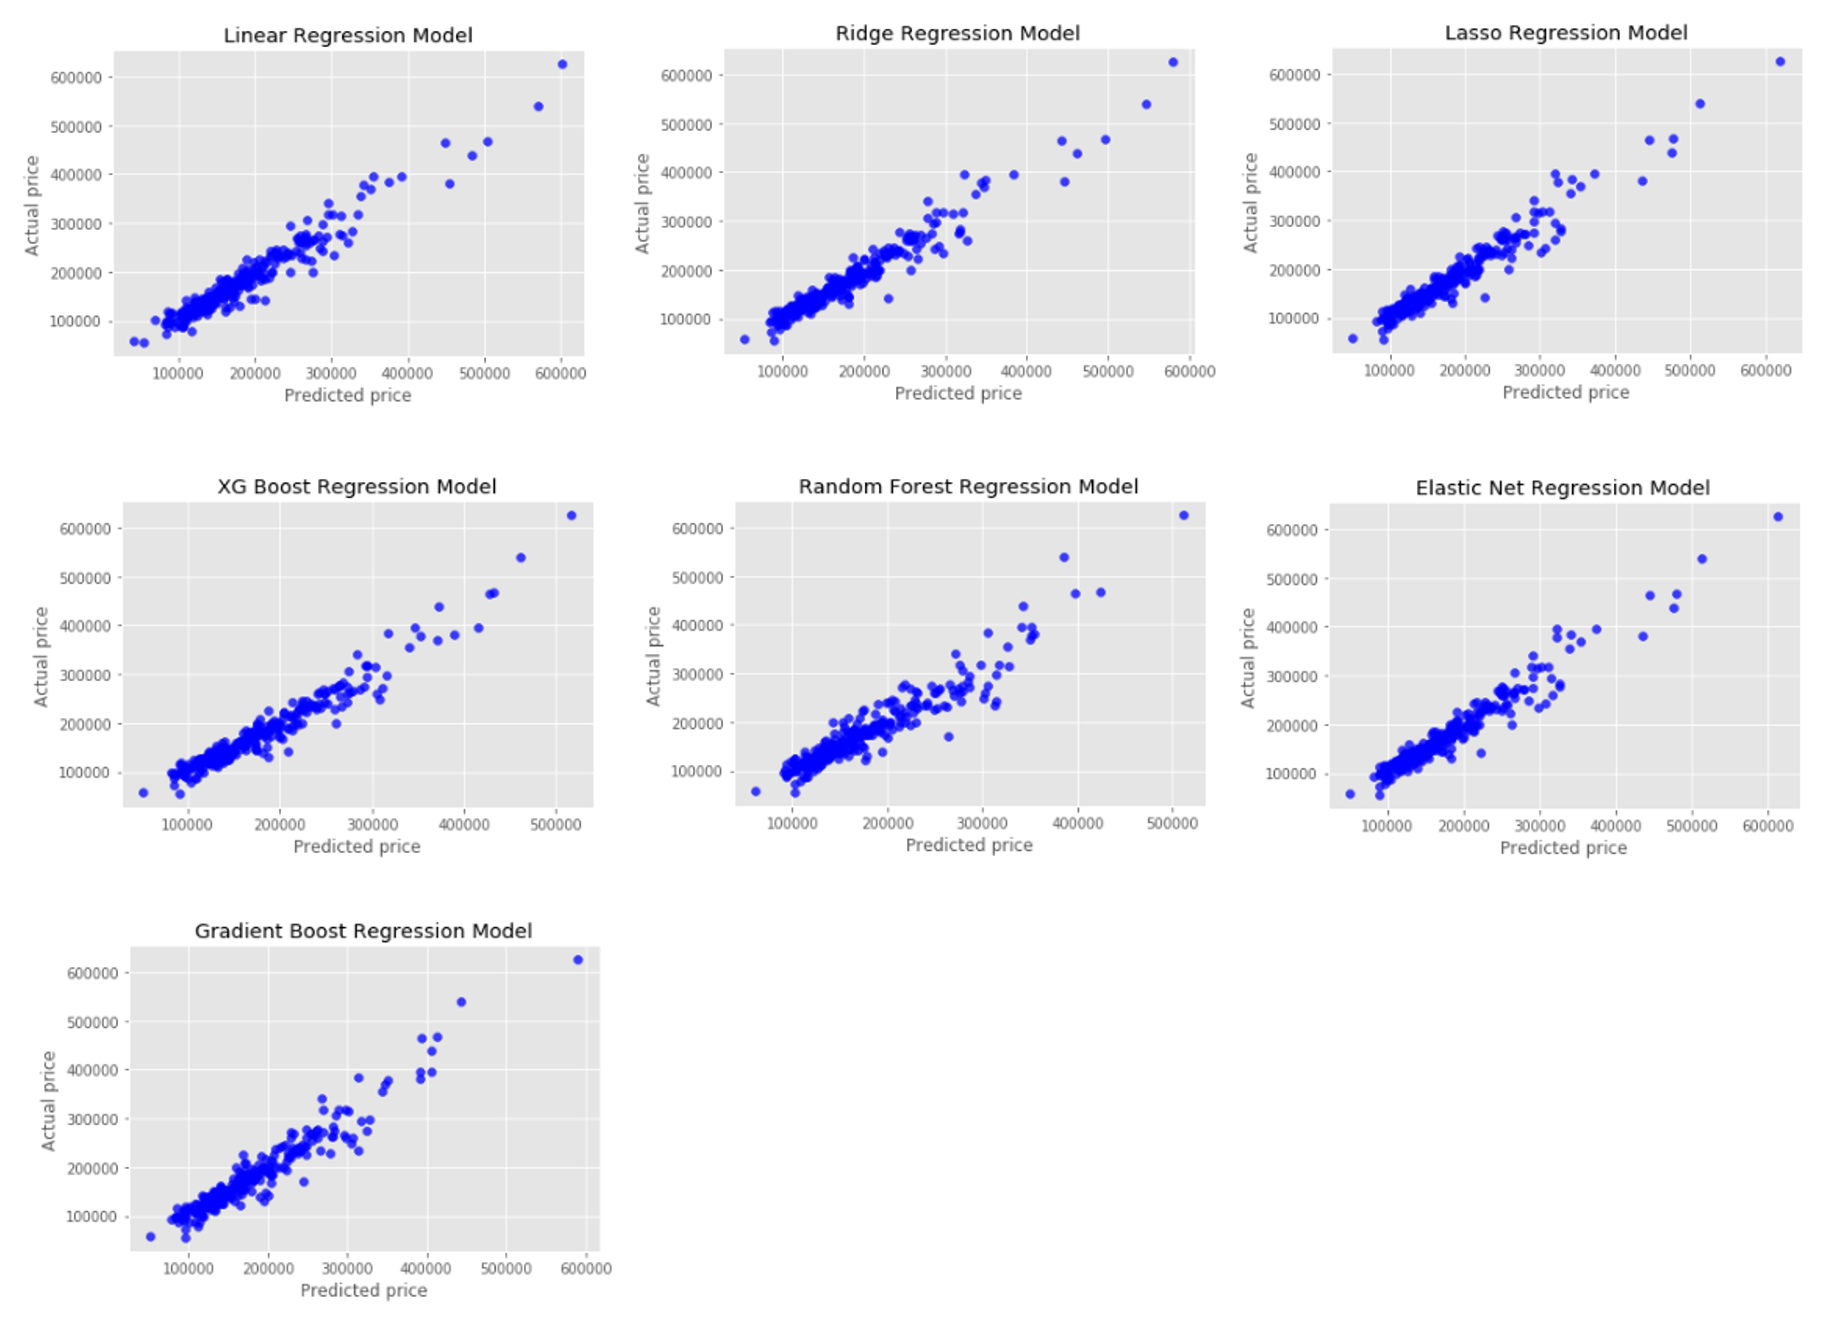 Linear Regression Model
600000
500000
400000
300000
200000
100000
Actual price
100000 200000 300000 400000 500000 600000
Predicted price
Ridge Regression Model
600000
500000
400000
300000
200000
100000
Actual price
100000 200000 300000 400000 500000 600000
Predicted price
Lasso Regression Model
600000
500000
400000
300000
200000
100000
Actual price
100000 200000 300000 400000 500000 600000
Predicted price
XG Boost Regression Model
600000
500000
400000
300000
200000
100000
Actual price
100000 200000 300000 400000 500000
Predicted price
Random Forest Regression Model
600000
500000
400000
300000
200000
100000
Actual price
100000 200000 300000 400000 500000
Predicted price
Elastic Net Regression Model
600000
500000
400000
300000
200000
100000
Actual price
100000 200000 300000 400000 500000 600000
Predicted price
Gradient Boost Regression Model
600000
500000
400000
300000
200000
100000
Actual price
100000 200000 300000 400000 500000 600000
Predicted price